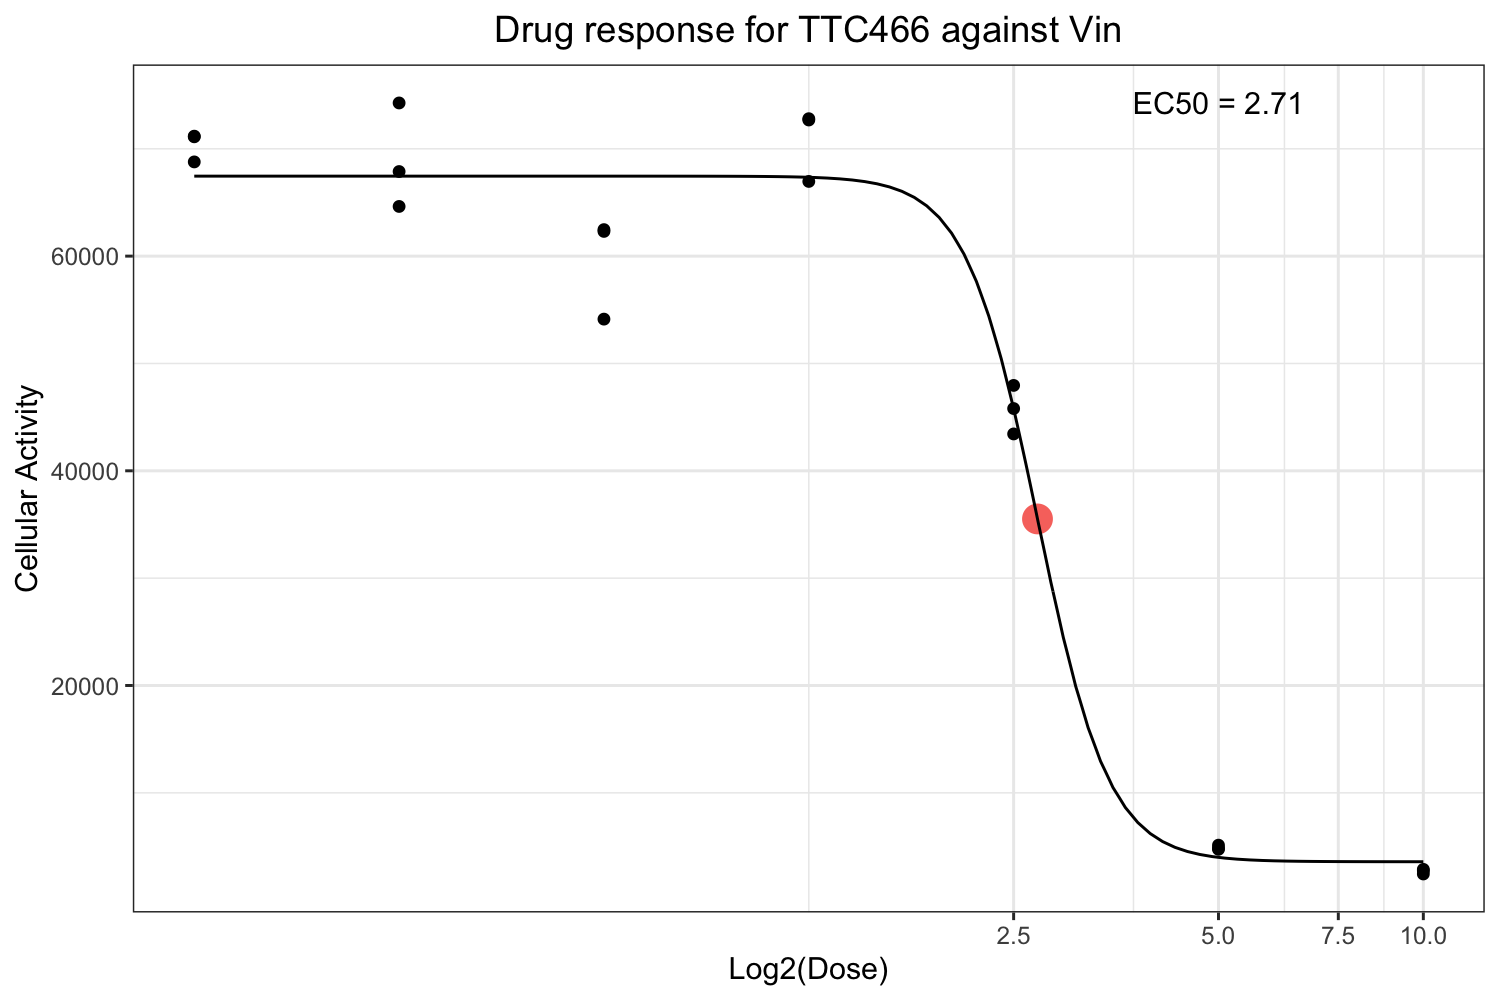 Drug response for TTC466 against Vin
EC50 = 2.71
60000
40000
20000
Cellular Activity
2.5 5.0 7.5 10.0
Log2(Dose)